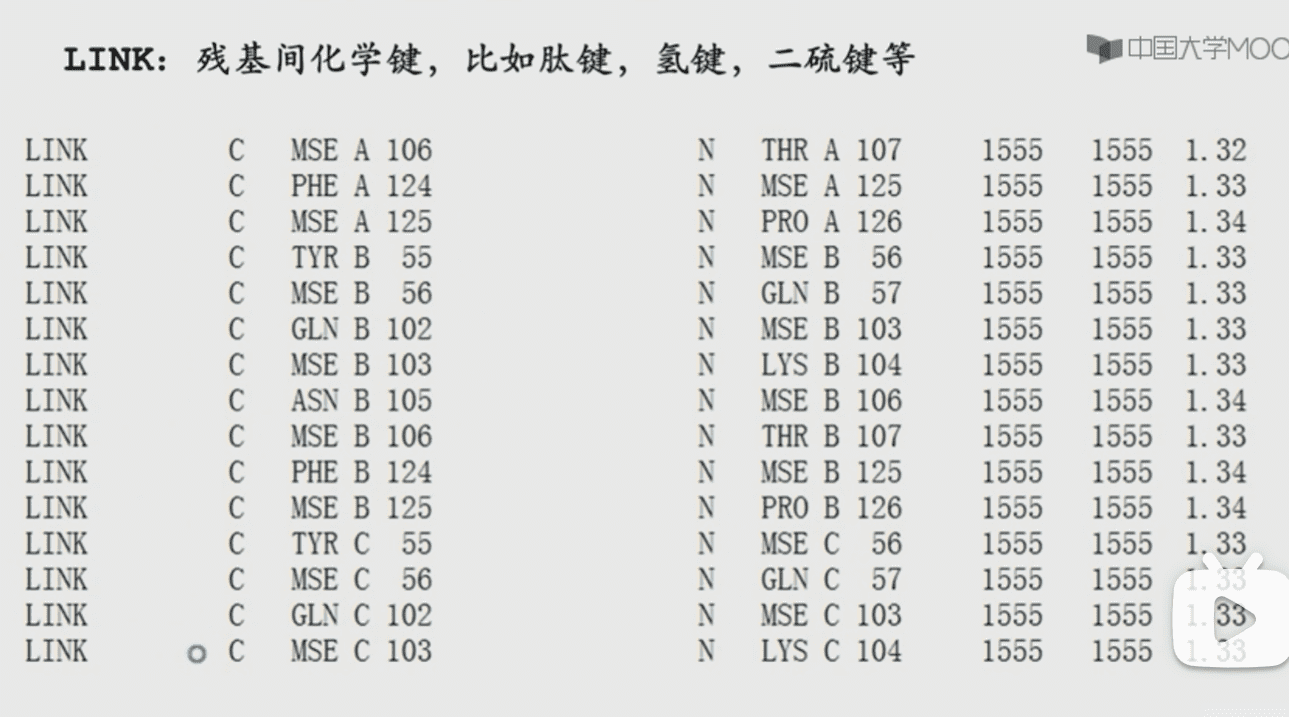 LINK: 残基间化学键, 比如肽键, 氢键, 二硫键等
中国大学MOO
LINK C MSE A 106 N THR A 107 1555 1555 1.32
LINK C PHE A 124 N MSE A 125 1555 1555 1.33
LINK C MSE A 125 N PRO A 126 1555 1555 1.34
LINK C TYR B 55 N MSE B 56 1555 1555 1.33
LINK C MSE B 56 N GLN B 57 1555 1555 1.33
LINK C GLN B 102 N MSE B 103 1555 1555 1.33
LINK C MSE B 103 N LYS B 104 1555 1555 1.33
LINK C ASN B 105 N MSE B 106 1555 1555 1.34
LINK C MSE B 106 N THR B 107 1555 1555 1.33
LINK C PHE B 124 N MSE B 125 1555 1555 1.34
LINK C MSE B 125 N PRO B 126 1555 1555 1.34
LINK C TYR C 55 N MSE C 56 1555 1555 1.33
LINK C MSE C 56 N GLN C 57 1555 1555 1.33
LINK C GLN C 102 N MSE C 103 1555 1555 1.33
LINK C MSE C 103 N LYS C 104 1555 1555 1.33